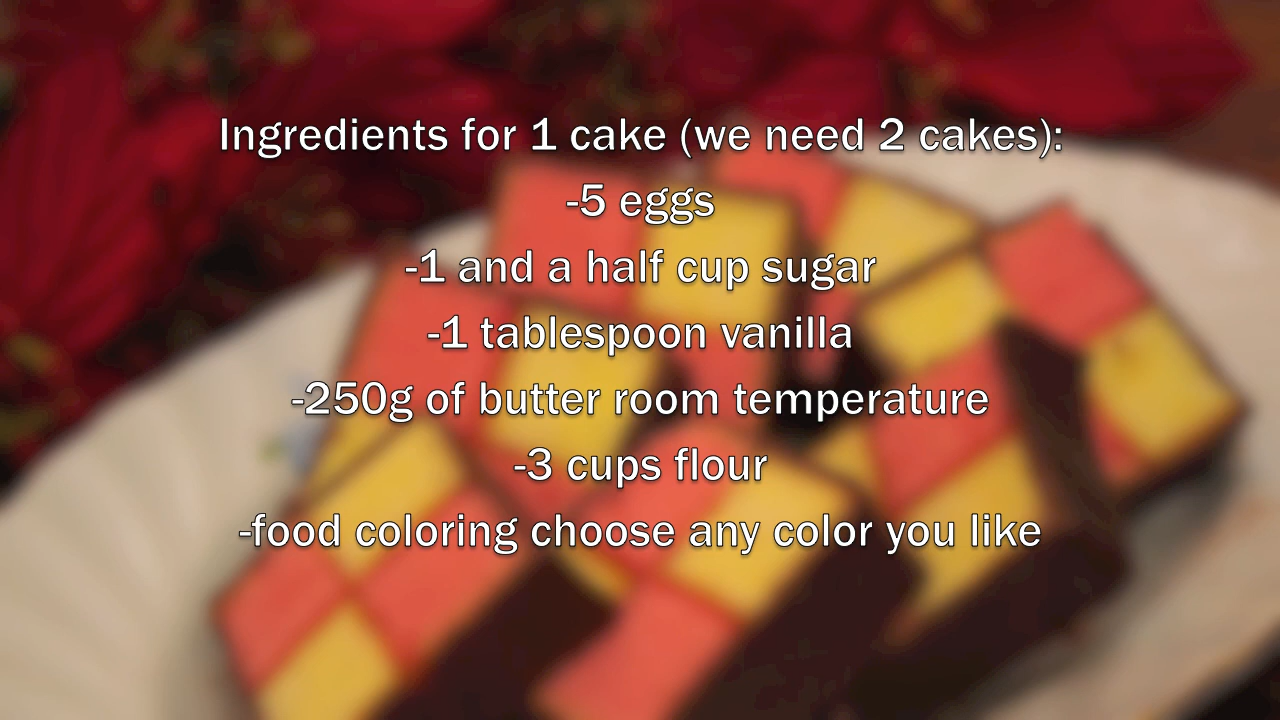 Ingredients for 1 cake (we need 2 cakes):
-5 eggs
-1 and a half cup sugar
-1 tablespoon vanilla
-250g of butter room temperature
-3 cups flour
-food coloring choose any color you like